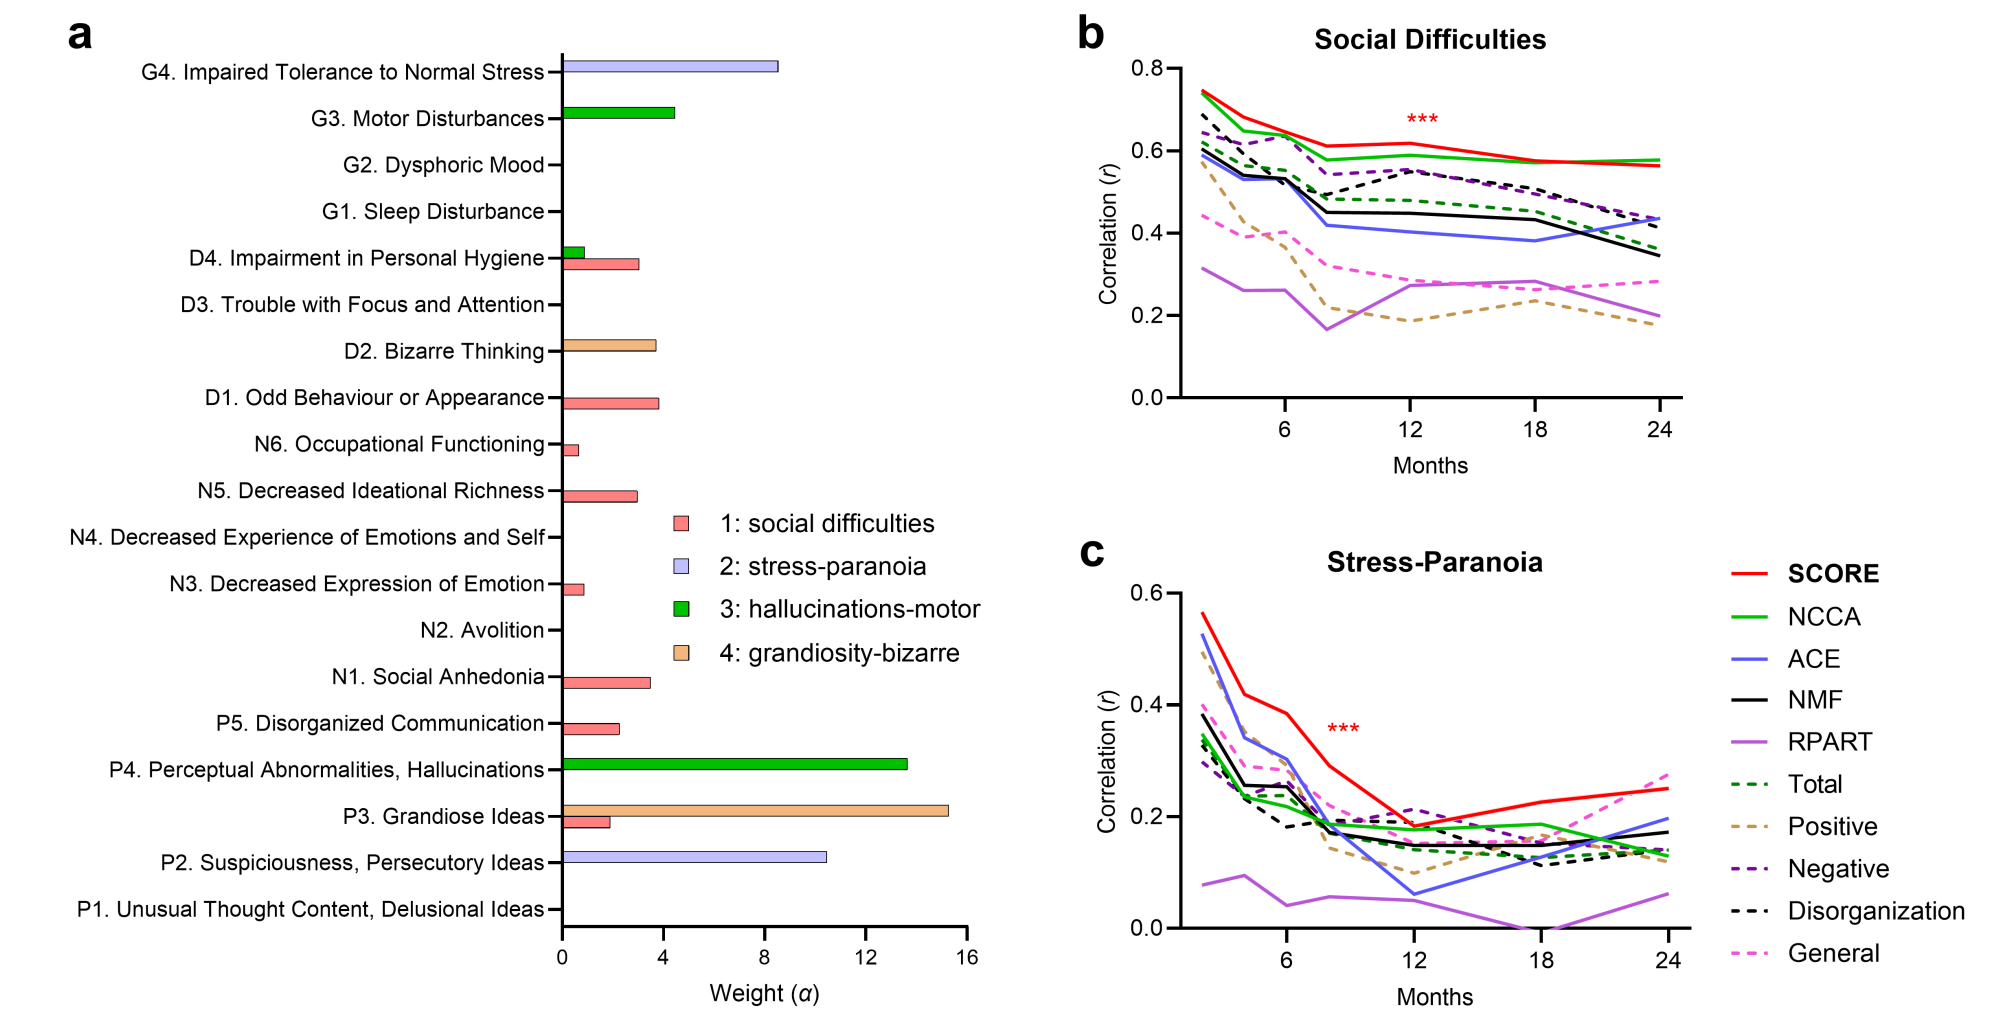 a
G4. Impaired Tolerance to Normal Stress
G3. Motor Disturbances
G2. Dysphoric Mood
G1. Sleep Disturbance
D4. Impairment in Personal Hygiene
D3. Trouble with Focus and Attention
D2. Bizarre Thinking
D1. Odd Behaviour or Appearance
N6. Occupational Functioning
N5. Decreased Ideational Richness
N4. Decreased Experience of Emotions and Self
N3. Decreased Expression of Emotion
N2. Avolition
N1. Social Anhedonia
P5. Disorganized Communication
P4. Perceptual Abnormalities, Hallucinations
P3. Grandiose Ideas
P2. Suspiciousness, Persecutory Ideas
P1. Unusual Thought Content, Delusional Ideas
0 4 8 12 16
Weight (α)
1: social difficulties
2: stress-paranoia
3: hallucinations-motor
4: grandiosity-bizarre
b
Social Difficulties
0.8
0.6
0.4
0.2
0.0
Correlation (r)
***
6 12 18 24
Months
c
Stress-Paranoia
0.6
0.4
0.2
0.0
Correlation (r)
***
6 12 18 24
Months
SCORE
NCCA
ACE
NMF
RPART
Total
Positive
Negative
Disorganization
General